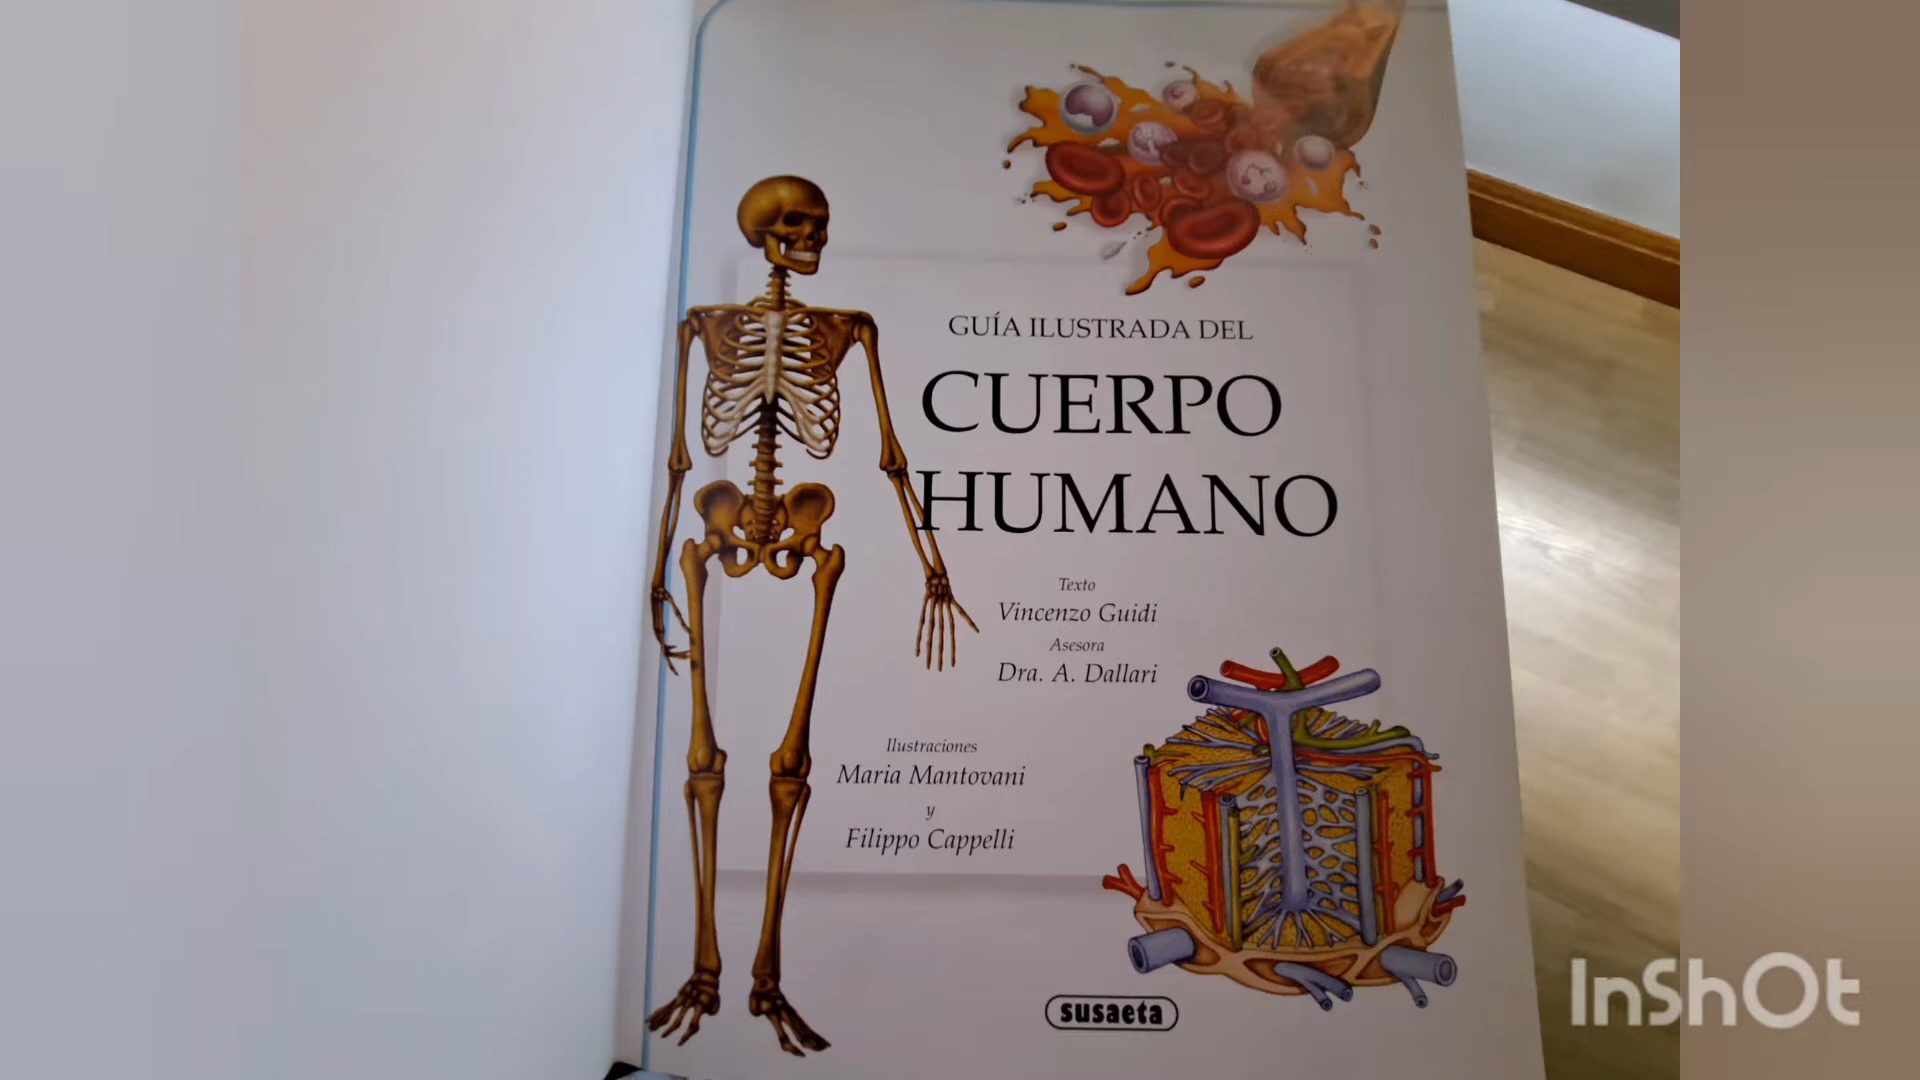 GUÍA ILUSTRADA DEL
CUERPO
HUMANO
Texto
Vincenzo Guidi
Asesora
Dra. A. Dallari
Ilustraciones
Maria Mantovani
y
Filippo Cappelli
susaeta
InShOt